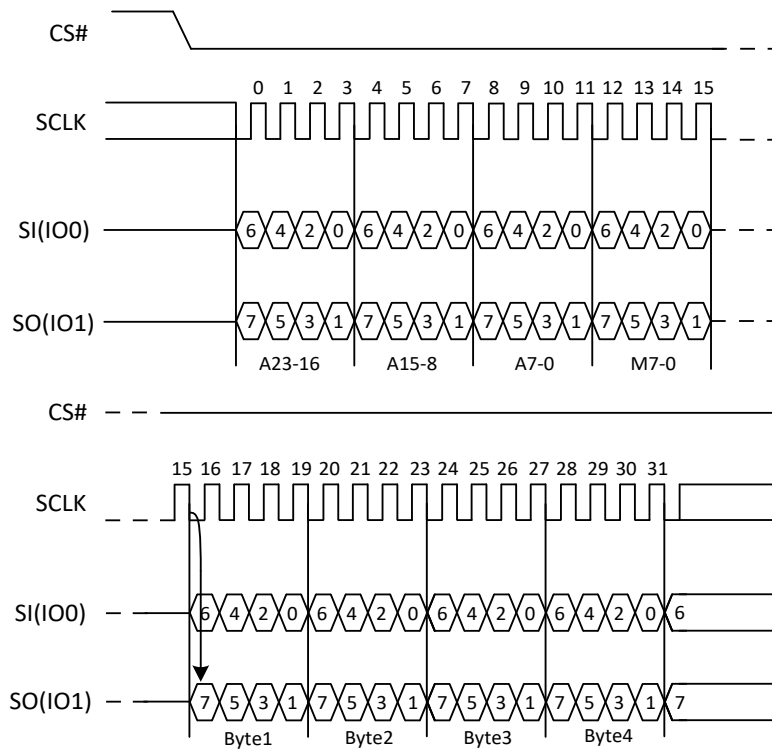 CS#
0 1 2 3 4 5 6 7 8 9 10 11 12 13 14 15
SCLK
SI(IO0) 6 4 2 0 6 4 2 0 6 4 2 0 6 4 2 0
SO(IO1) 7 5 3 1 7 5 3 1 7 5 3 1 7 5 3 1
A23-16 A15-8 A7-0 M7-0
CS#
15 16 17 18 19 20 21 22 23 24 25 26 27 28 29 30 31
SCLK
SI(IO0) 6 4 2 0 6 4 2 0 6 4 2 0 6 4 2 0 6
SO(IO1) 7 5 3 1 7 5 3 1 7 5 3 1 7 5 3 1 7
Byte1 Byte2 Byte3 Byte4